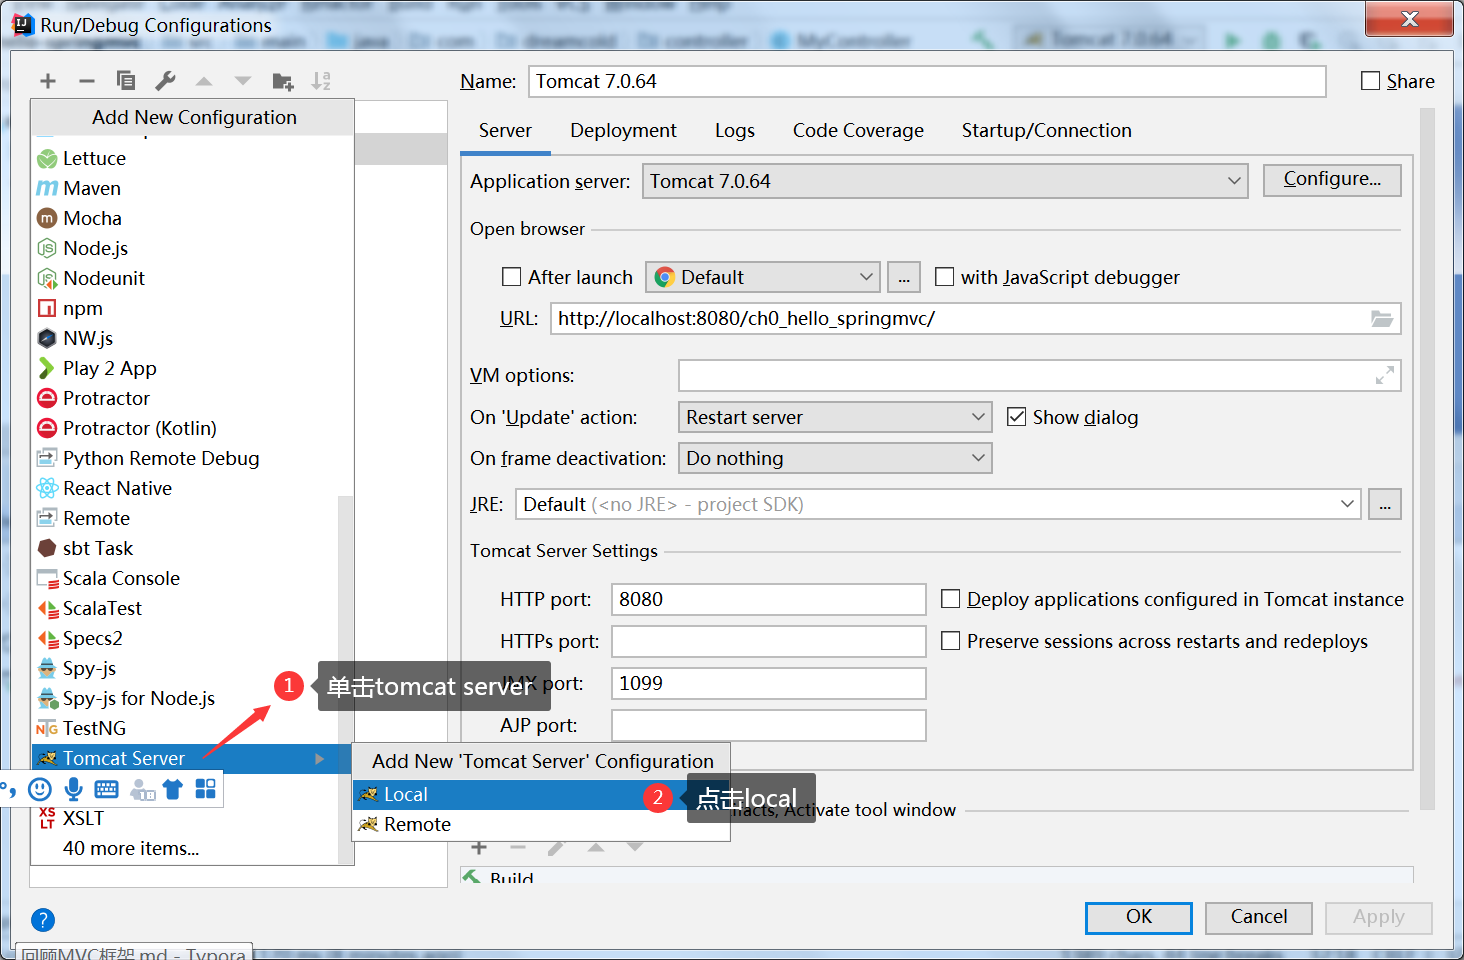 Run/Debug Configurations
Name: Tomcat 7.0.64
Share
Add New Configuration
Lettuce
Maven
Mocha
Node.js
Nodeunit
npm
NW.js
Play 2 App
Protractor
Protractor (Kotlin)
Python Remote Debug
React Native
Remote
sbt Task
Scala Console
ScalaTest
Specs2
Spy-js
Spy-js for Node.js
TestNG
Tomcat Server
XSLT
40 more items...
Server Deployment Logs Code Coverage Startup/Connection
Application server: Tomcat 7.0.64 Configure...
Open browser
After launch Default ... with JavaScript debugger
URL: http://localhost:8080/ch0_hello_springmvc/
VM options:
On 'Update' action: Restart server Show dialog
On frame deactivation: Do nothing
JRE: Default (<no JRE> - project SDK) ...
Tomcat Server Settings
HTTP port: 8080 Deploy applications configured in Tomcat instance
HTTPs port: Preserve sessions across restarts and redeploys
1 单击tomcat server
port: 1099
AJP port:
Add New 'Tomcat Server' Configuration
Local
2 点击local
Remote
Activate tool window
Build
OK Cancel Apply
回顾MVC框架.md - Typora